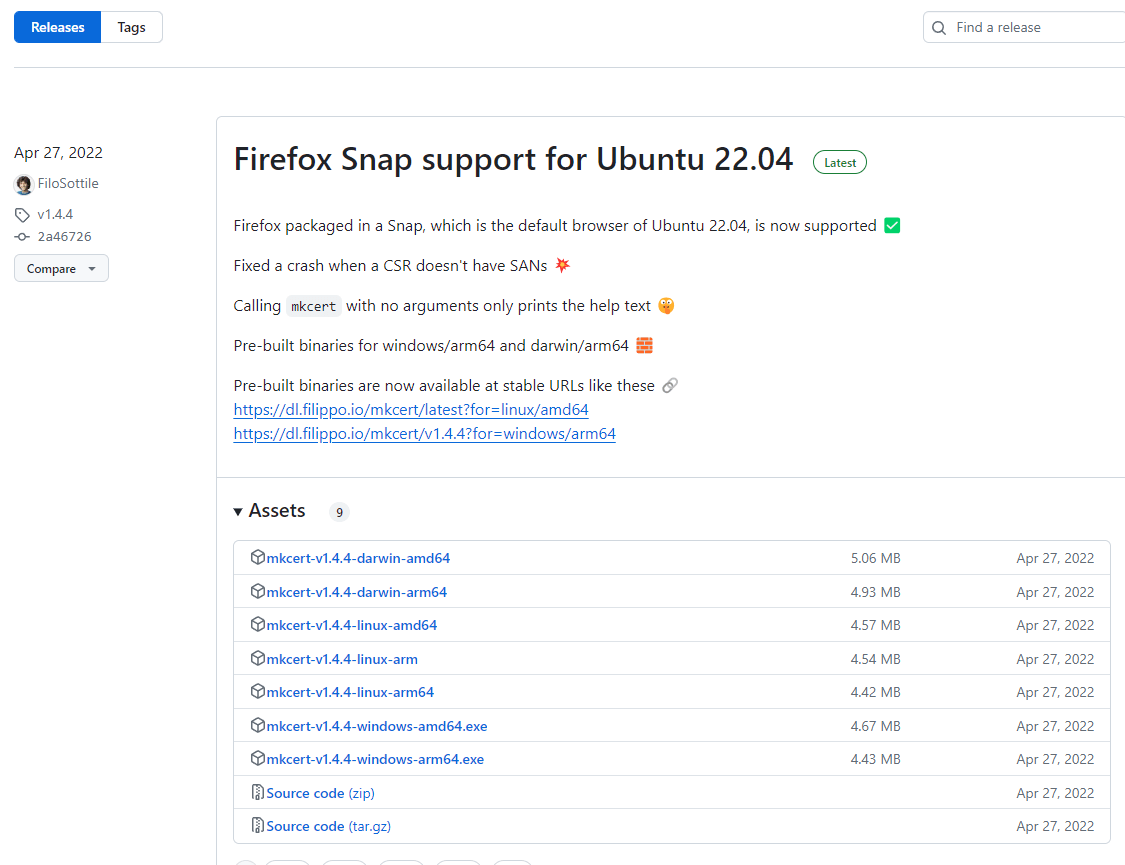 Releases
Tags
Find a release
Apr 27, 2022
FiloSottile
v1.4.4
2a46726
Compare
Firefox Snap support for Ubuntu 22.04
Latest
Firefox packaged in a Snap, which is the default browser of Ubuntu 22.04, is now supported ✅
Fixed a crash when a CSR doesn't have SANs 💥
Calling mkcert with no arguments only prints the help text 🤫
Pre-built binaries for windows/arm64 and darwin/arm64 🧱
Pre-built binaries are now available at stable URLs like these 🔗
https://dl.filippo.io/mkcert/latest?for=linux/amd64
https://dl.filippo.io/mkcert/v1.4.4?for=windows/arm64
Assets 9
mkcert-v1.4.4-darwin-amd64 5.06 MB Apr 27, 2022
mkcert-v1.4.4-darwin-arm64 4.93 MB Apr 27, 2022
mkcert-v1.4.4-linux-amd64 4.57 MB Apr 27, 2022
mkcert-v1.4.4-linux-arm 4.54 MB Apr 27, 2022
mkcert-v1.4.4-linux-arm64 4.42 MB Apr 27, 2022
mkcert-v1.4.4-windows-amd64.exe 4.67 MB Apr 27, 2022
mkcert-v1.4.4-windows-arm64.exe 4.43 MB Apr 27, 2022
Source code (zip) Apr 27, 2022
Source code (tar.gz) Apr 27, 2022